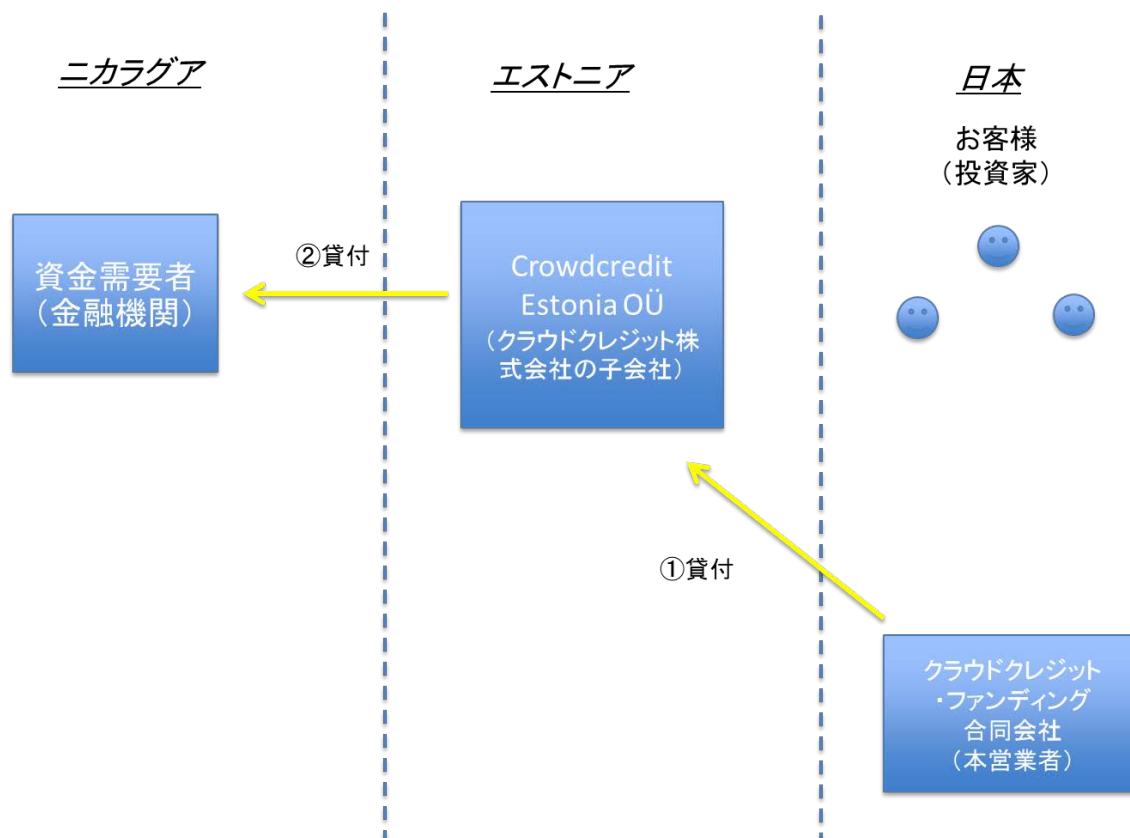 ニカラグア
エストニア
日本
お客様
（投資家）
資金需要者
（金融機関）
②貸付
Crowdcredit
Estonia OÜ
（クラウドクレジット株
式会社の子会社）
①貸付
クラウドクレジット
・ファンディング
合同会社
（本営業者）